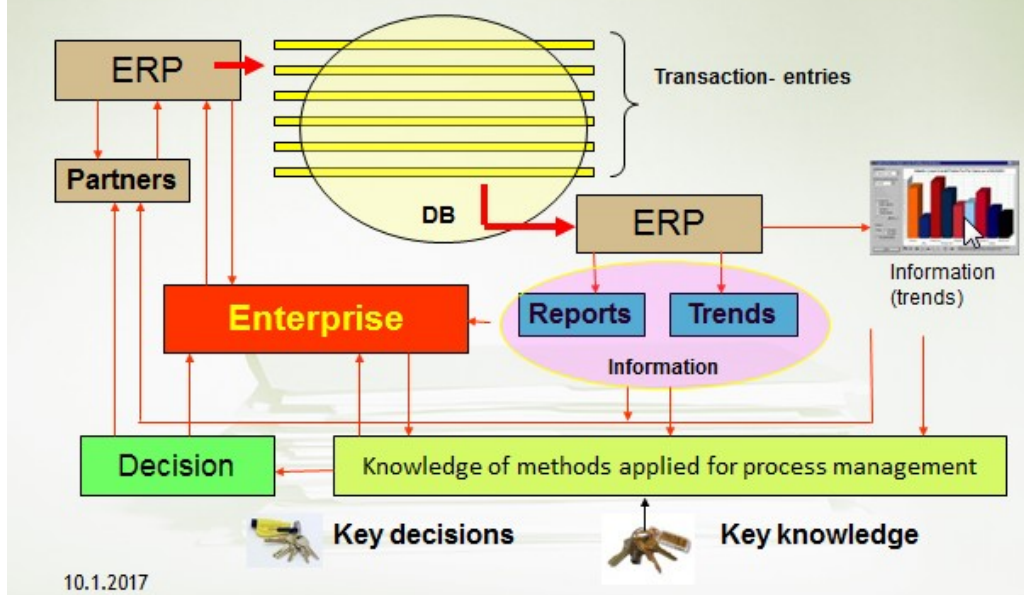 ERP
Transaction- entries
Partners
DB
ERP
Information
(trends)
Enterprise
Reports
Trends
Information
Decision
Knowledge of methods applied for process management
Key decisions
Key knowledge
10.1.2017